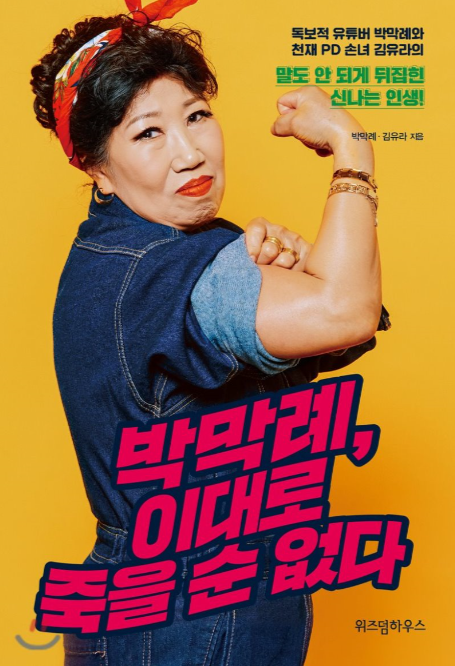 독보적 유튜버 박막례와
천재 PD 손녀 김유라의
말도 안 되게 뒤집힌
신나는 인생!
박막례·김유라 지음
박막례,
이대로
죽을 순 없다
위즈덤하우스